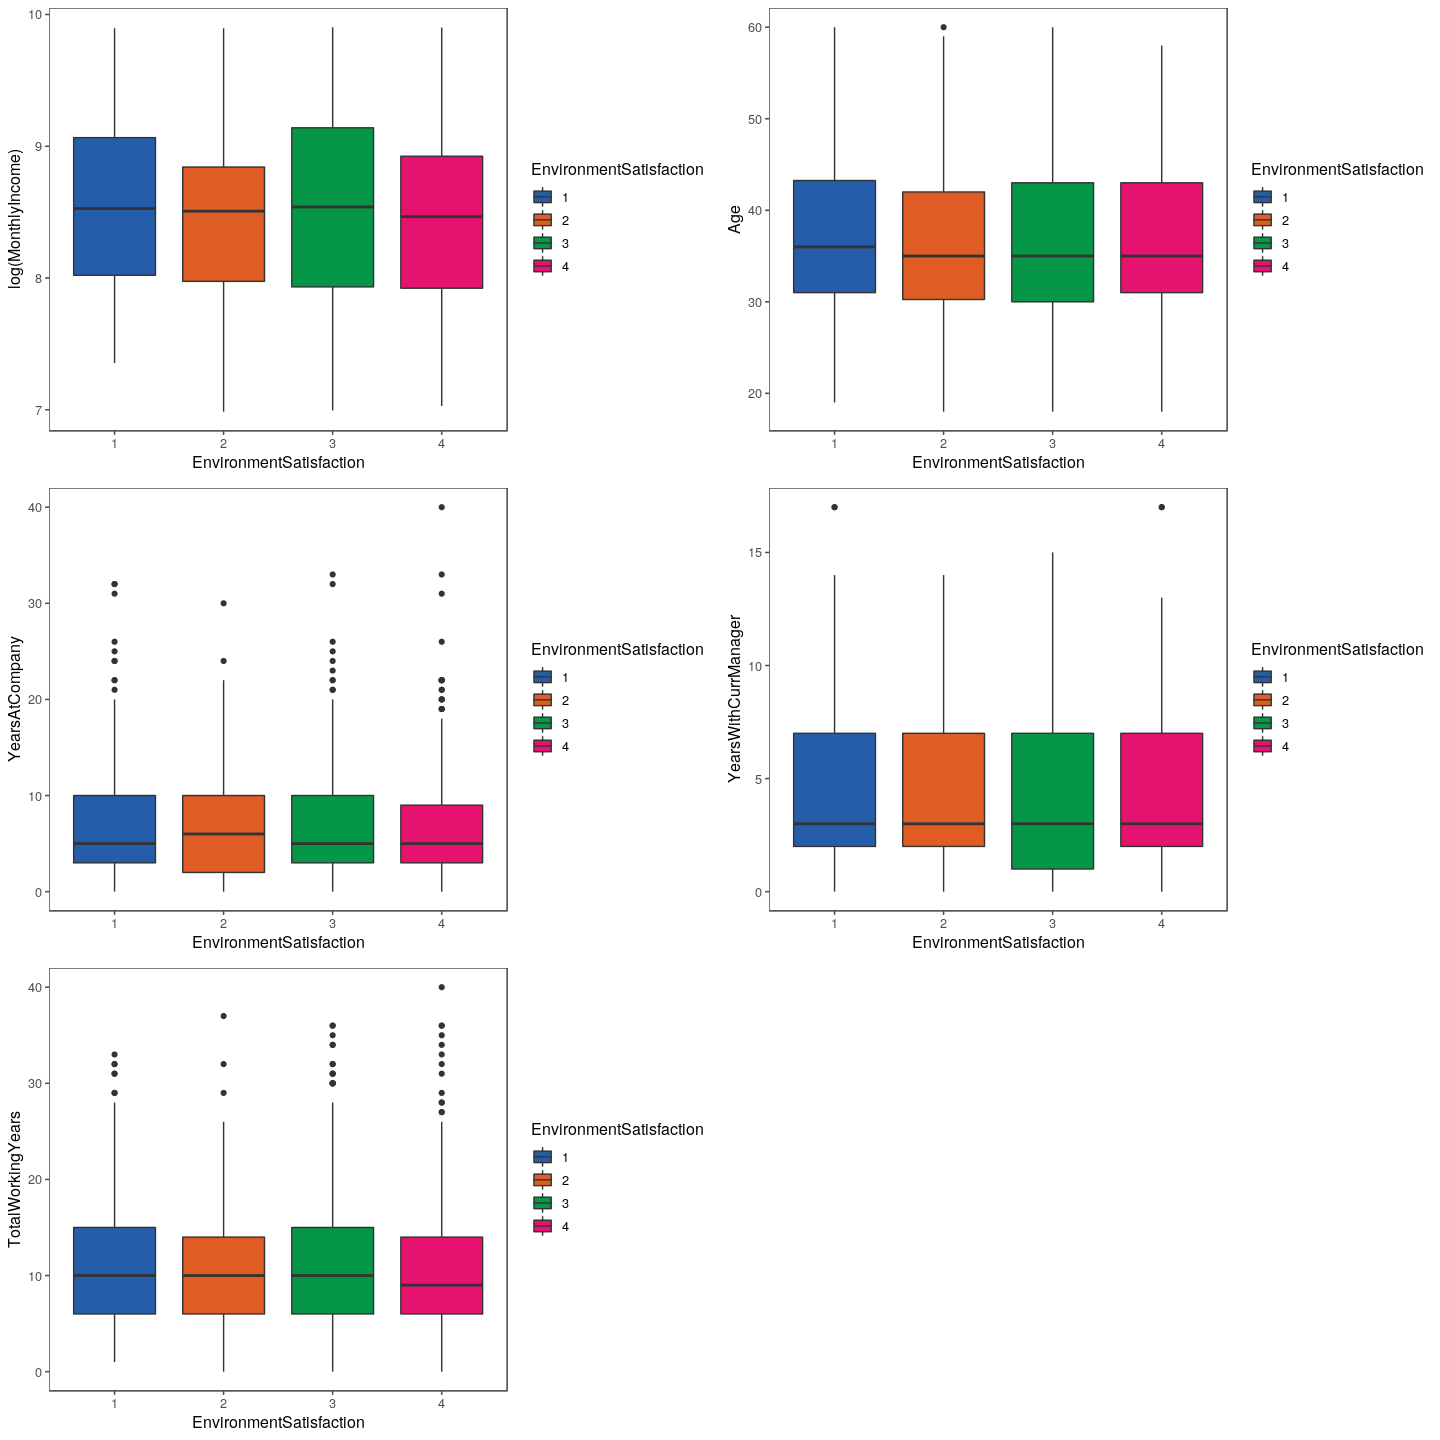 log(MonthlyIncome)
10
9
8
7
1 2 3 4
EnvironmentSatisfaction
EnvironmentSatisfaction
1
2
3
4
Age
60
50
40
30
20
1 2 3 4
EnvironmentSatisfaction
EnvironmentSatisfaction
1
2
3
4
YearsAtCompany
40
30
20
10
0
1 2 3 4
EnvironmentSatisfaction
EnvironmentSatisfaction
1
2
3
4
YearsWithCurrManager
15
10
5
0
1 2 3 4
EnvironmentSatisfaction
EnvironmentSatisfaction
1
2
3
4
TotalWorkingYears
40
30
20
10
0
1 2 3 4
EnvironmentSatisfaction
EnvironmentSatisfaction
1
2
3
4